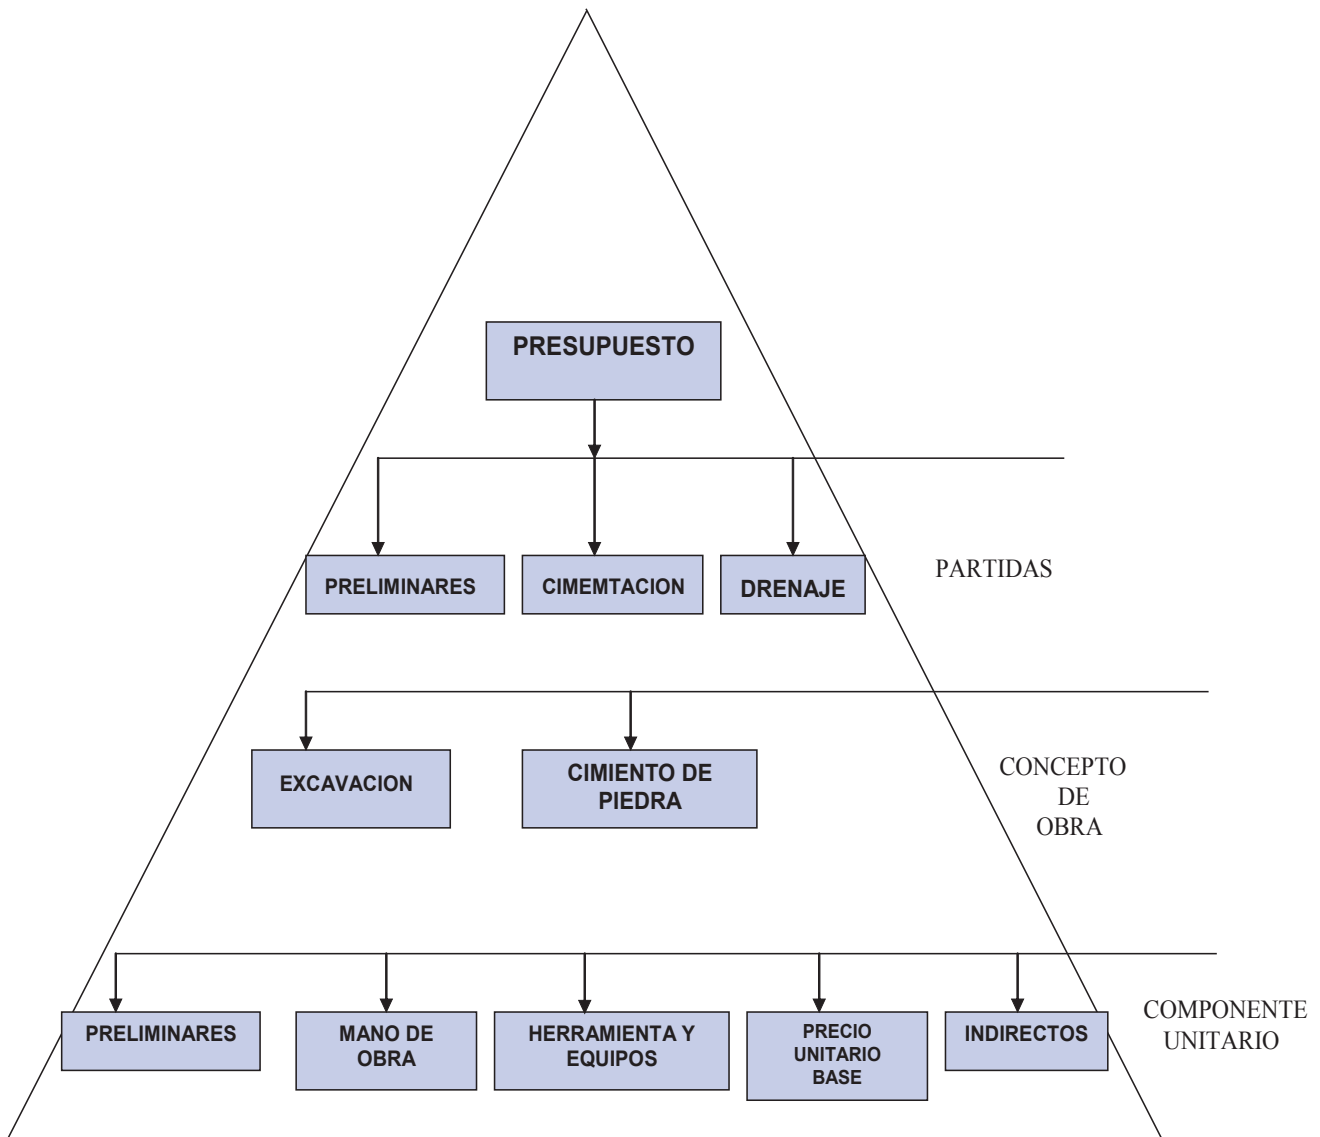 PRESUPUESTO
PRELIMINARES
CIMEMTACION
DRENAJE
PARTIDAS
EXCAVACION
CIMIENTO DE
PIEDRA
CONCEPTO
DE
OBRA
PRELIMINARES
MANO DE
OBRA
HERRAMIENTA Y
EQUIPOS
PRECIO
UNITARIO
BASE
INDIRECTOS
COMPONENTE
UNITARIO